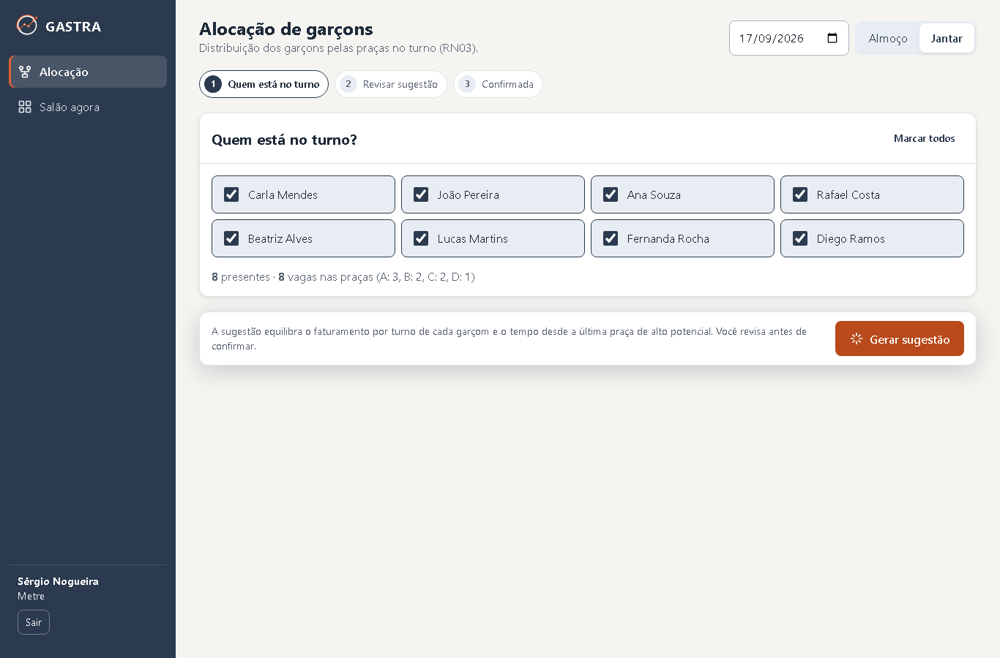 GASTRA
Alocação
Salão agora
Sérgio Nogueira
Metre
Sair
Alocação de garçons
Distribuição dos garçons pelas praças no turno (RN03).
17/09/2026
Almoço
Jantar
1 Quem está no turno
2 Revisar sugestão
3 Confirmada
Quem está no turno?
Marcar todos
Carla Mendes
João Pereira
Ana Souza
Rafael Costa
Beatriz Alves
Lucas Martins
Fernanda Rocha
Diego Ramos
8 presentes · 8 vagas nas praças (A: 3, B: 2, C: 2, D: 1)
A sugestão equilibra o faturamento por turno de cada garçom e o tempo desde a última praça de alto potencial. Você revisa antes de
confirmar.
Gerar sugestão